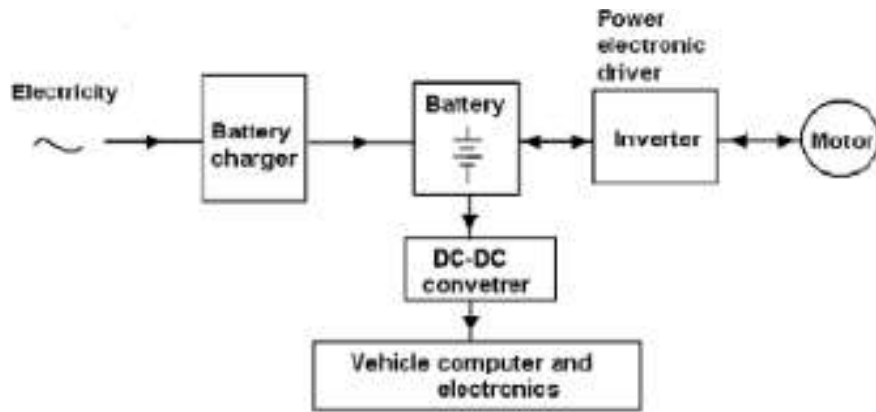 Power
electronic
driver
Electricity
Battery
charger
Battery
Inverter
Motor
DC-DC
convetrer
Vehicle computer and
electronics